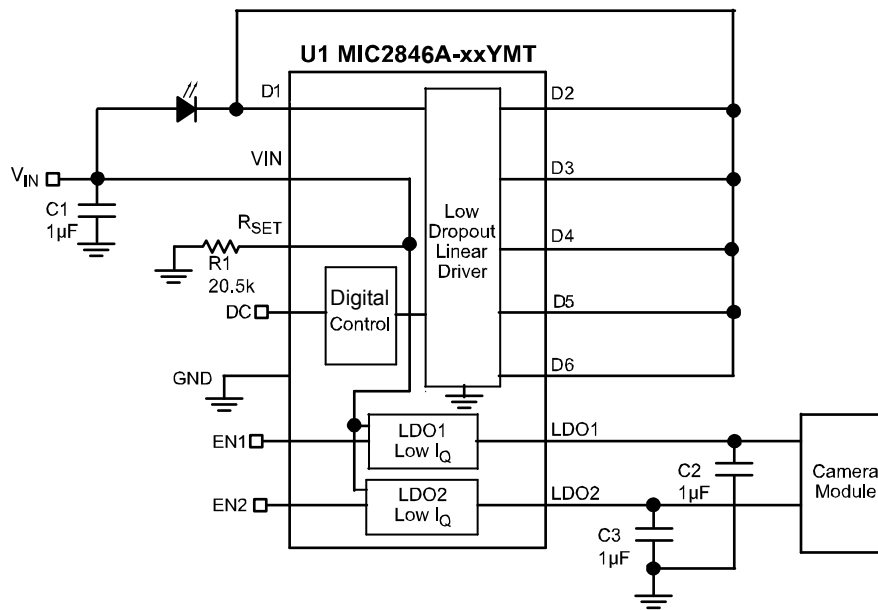 U1 MIC2846A-xxYMT
D1
D2
VIN
D3
VIN
C1
1µF
RSET
Low
Dropout
Linear
Driver
D4
R1
20.5k
DC
Digital
Control
D5
GND
D6
EN1
LDO1
Low IQ
LDO1
C2
1µF
Camera
Module
EN2
LDO2
Low IQ
LDO2
C3
1µF